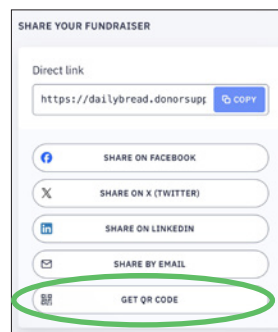 SHARE YOUR FUNDRAISER
Direct link
https://dailybread.donorsupp
COPY
SHARE ON FACEBOOK
SHARE ON X (TWITTER)
SHARE ON LINKEDIN
SHARE BY EMAIL
GET QR CODE